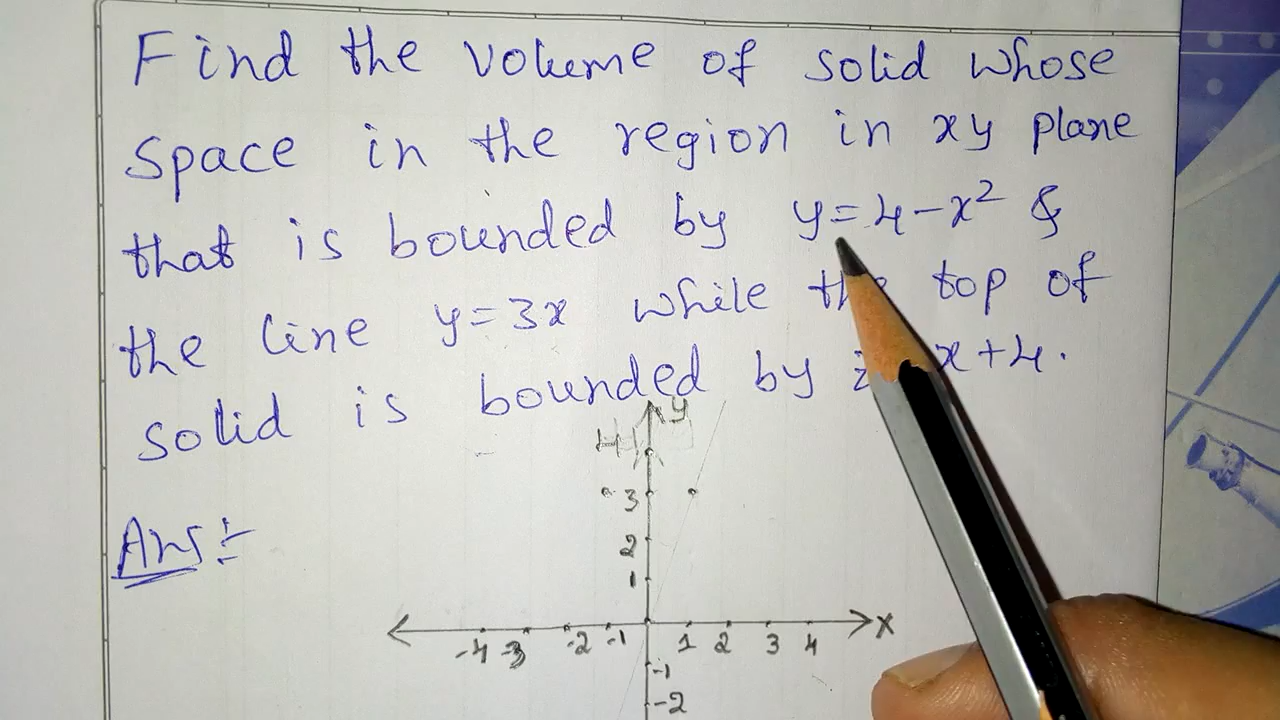 Find the volume of solid whose
space in the region in xy plane
that is bounded by y=4-x² &
the line y=3x while the top of
solid is bounded by x+4.
Ans:-
y
4
3
2
1
-4 -3 -2 -1 1 2 3 4 x
-1
-2